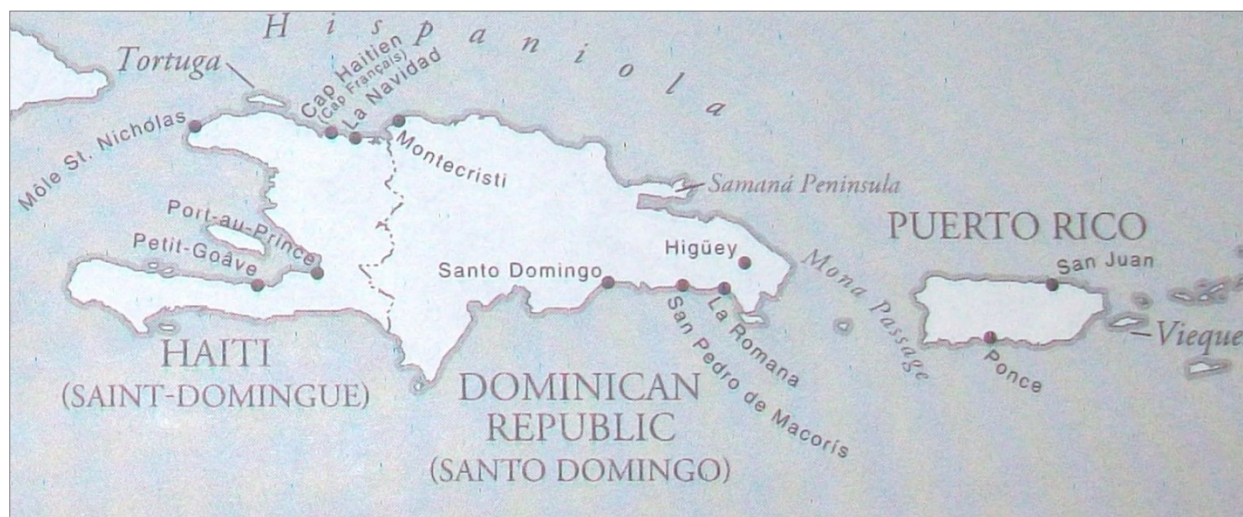 Hispaniola
Tortuga
Cap Haitien
(Cap Français)
La Navidad
Môle St. Nichólas
Montecristi
Samaná Peninsula
Port-au-Prince
Petit-Goâve
Santo Domingo
Higüey
Mona Passage
PUERTO RICO
San Juan
Vieque
Ponce
La Romana
San Pedro de Macorís
HAITI
(SAINT-DOMINGUE)
DOMINICAN
REPUBLIC
(SANTO DOMINGO)